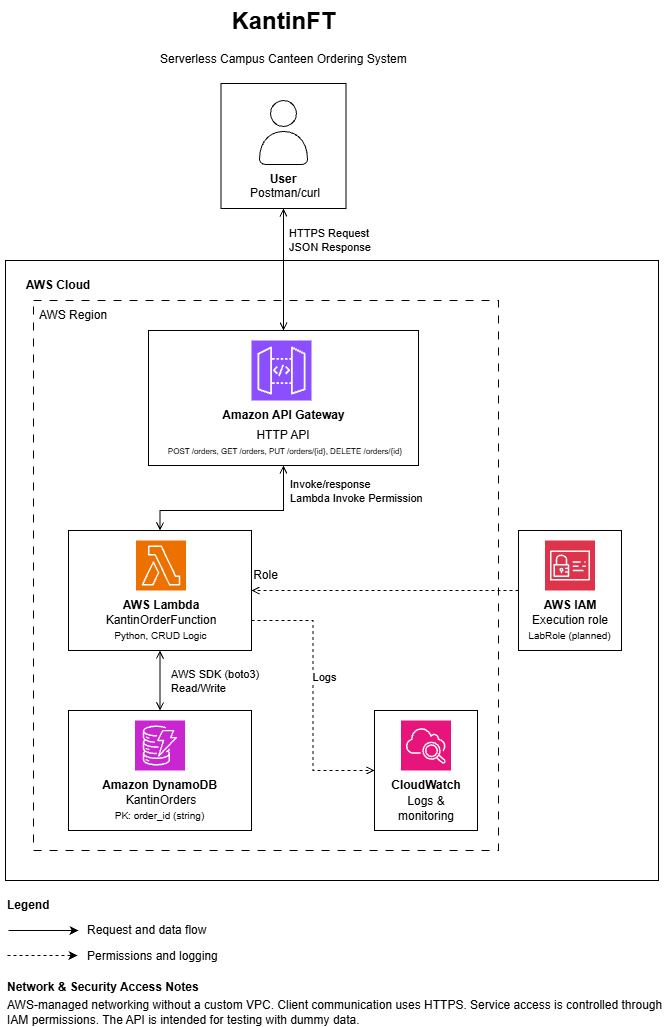 KantinFT
Serverless Campus Canteen Ordering System
User
Postman/curl
HTTPS Request
JSON Response
AWS Cloud
AWS Region
Amazon API Gateway
HTTP API
POST /orders, GET /orders, PUT /orders/{id}, DELETE /orders/{id}
Invoke/response
Lambda Invoke Permission
AWS Lambda
KantinOrderFunction
Python, CRUD Logic
Role
AWS IAM
Execution role
LabRole (planned)
AWS SDK (boto3)
Read/Write
Logs
Amazon DynamoDB
KantinOrders
PK: order_id (string)
CloudWatch
Logs &
monitoring
Legend
Request and data flow
Permissions and logging
Network & Security Access Notes
AWS-managed networking without a custom VPC. Client communication uses HTTPS. Service access is controlled through
IAM permissions. The API is intended for testing with dummy data.